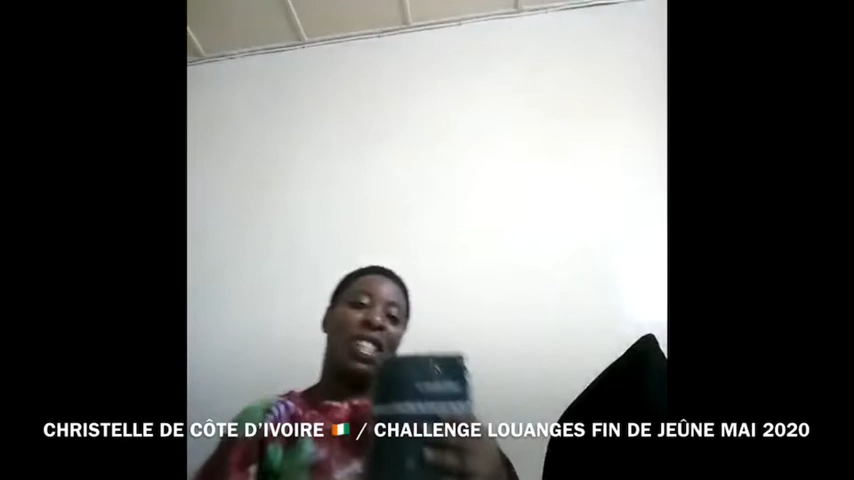 CHRISTELLE DE CÔTE D'IVOIRE 🇨🇮 / CHALLENGE LOUANGES FIN DE JEÛNE MAI 2020